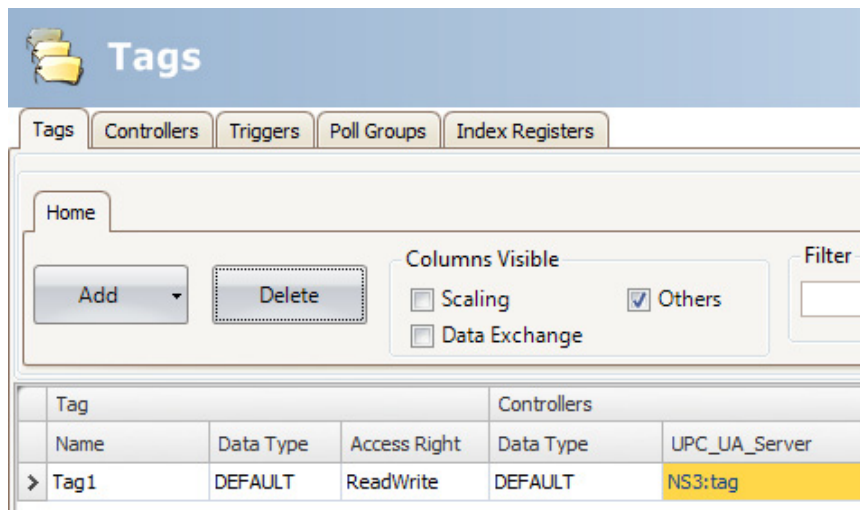 Tags
Tags Controllers Triggers Poll Groups Index Registers
Home
Add Delete
Columns Visible
Scaling Others
Data Exchange
Filter
Tag Controllers
Name Data Type Access Right Data Type UPC_UA_Server
Tag1 DEFAULT ReadWrite DEFAULT NS3:tag